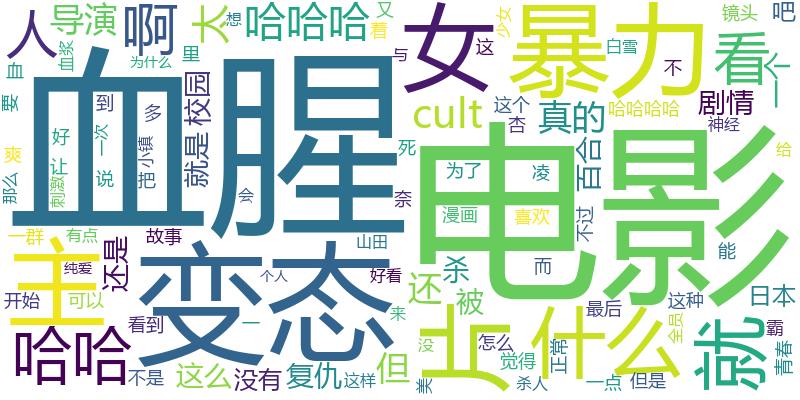 人
导演
啊
太
想
哈哈哈
又
着
与
女
这
少女
暴力
白雪
镜头
吧
看
不
一个
血
血浆
为什么
里
要
校园
就是
血腥
到
多
好
一次
小镇
芭
爽
让
说
刺激
那么
会
死
奈
cult
这个
杏
真的
哈哈哈哈
剧情
神经
百合
为了
凌
电影
漫画
喜欢
不过
给
能
而
一群
有点
故事
还是
主
纯爱
开始
可以
变态
山田
个人
好看
来
一
看到
哈哈
不是
这么
没有
复仇
这样
但
还
杀
被
没
美
上
怎么
觉得
杀人
什么
最后
正常
一点
但是
这种
全员
日本
霸
就
青春